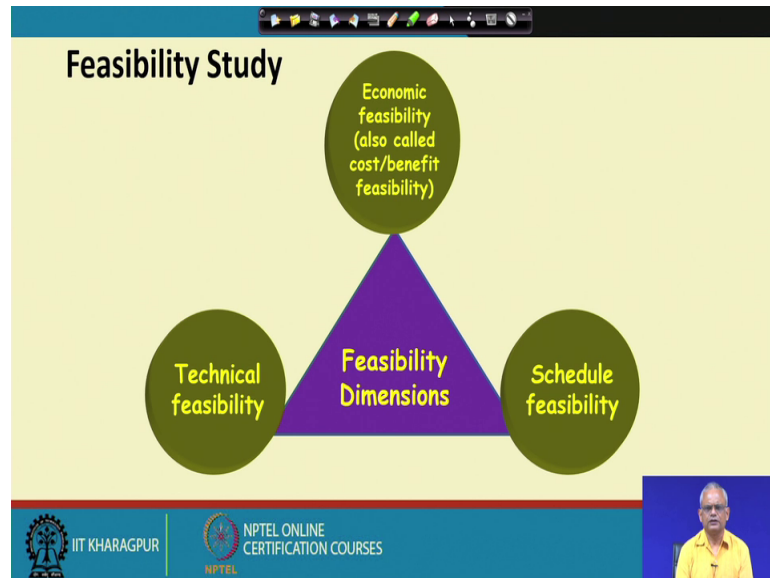 Feasibility Study
Economic
feasibility
(also called
cost/benefit
feasibility)
Technical
feasibility
Feasibility
Dimensions
Schedule
feasibility
IIT KHARAGPUR
NPTEL
NPTEL ONLINE
CERTIFICATION COURSES